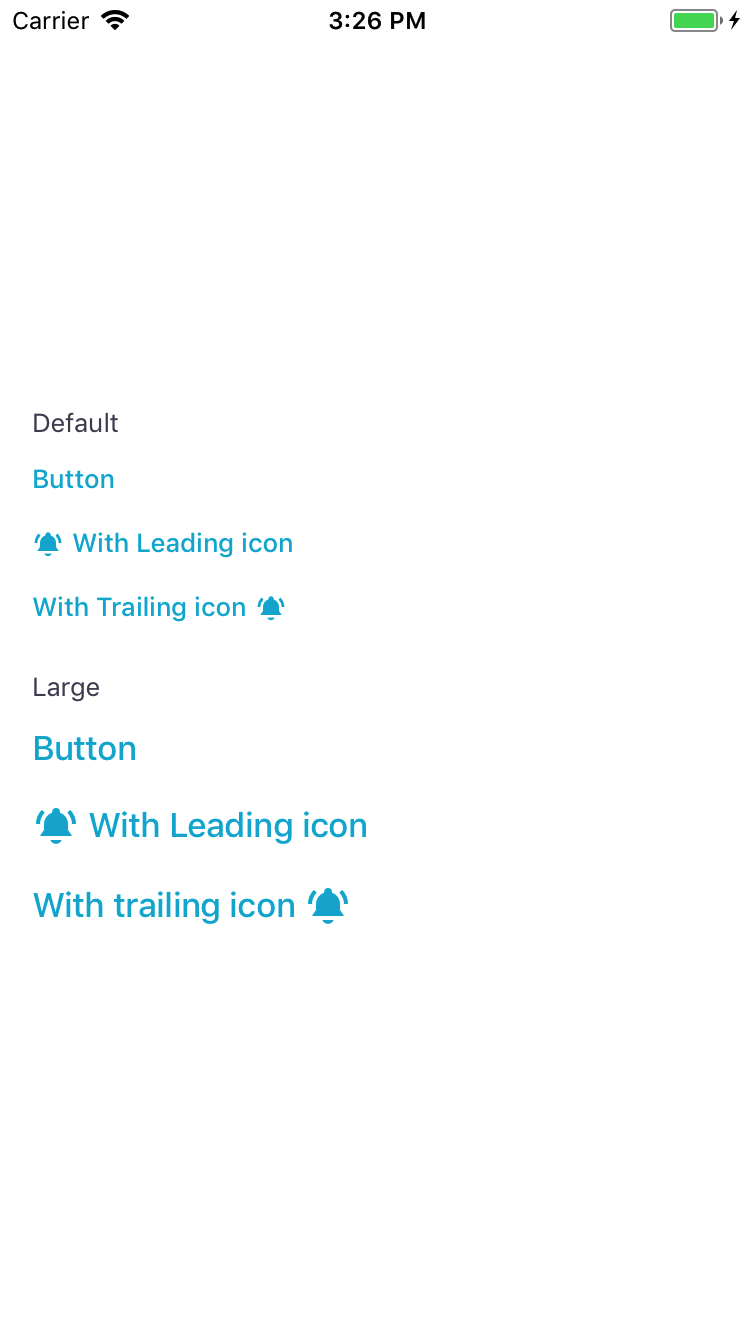 Carrier 3:26 PM
Default
Button
With Leading icon
With Trailing icon
Large
Button
With Leading icon
With trailing icon